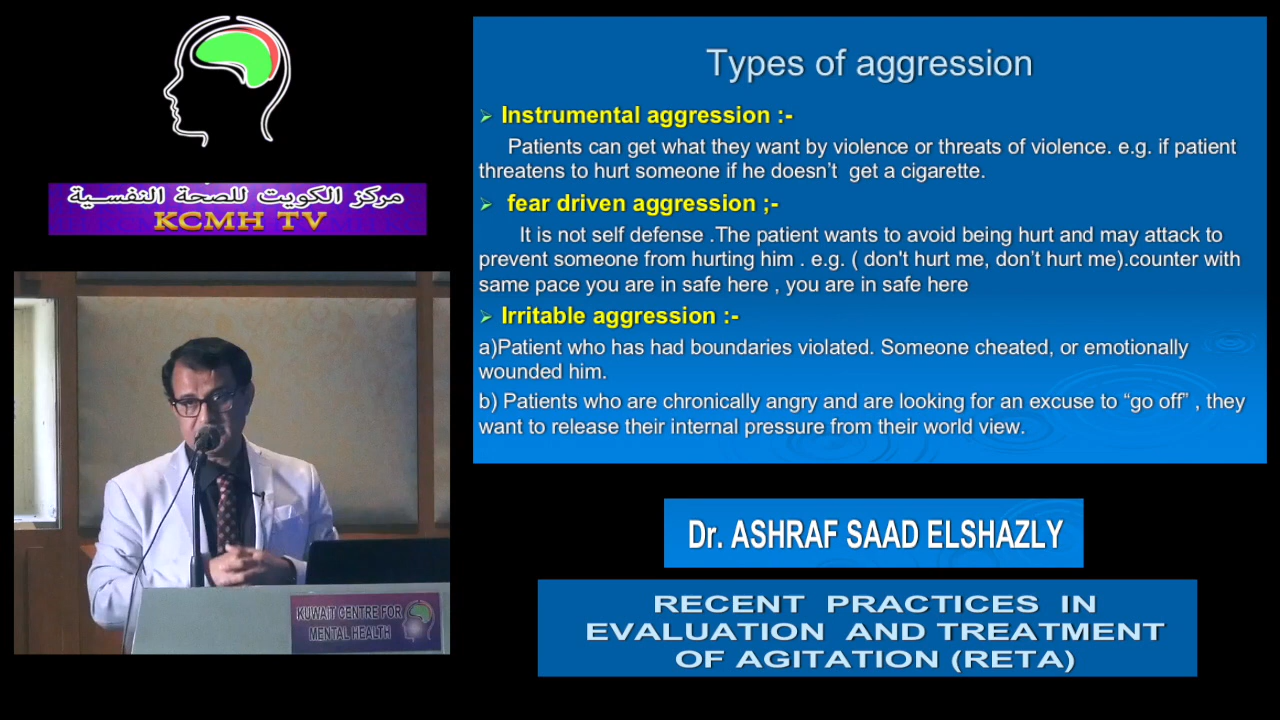 مركز الكويت للصحة النفسية
KCMH TV
Types of aggression
Instrumental aggression :-
Patients can get what they want by violence or threats of violence. e.g. if patient
threatens to hurt someone if he doesn’t  get a cigarette.
fear driven aggression ;-
It is not self defense .The patient wants to avoid being hurt and may attack to
prevent someone from hurting him . e.g. ( don't hurt me, don’t hurt me).counter with
same pace you are in safe here , you are in safe here
Irritable aggression :-
a)Patient who has had boundaries violated. Someone cheated, or emotionally
wounded him.
b) Patients who are chronically angry and are looking for an excuse to “go off” , they
want to release their internal pressure from their world view.
KUWAIT CENTRE FOR
MENTAL HEALTH
Dr. ASHRAF SAAD ELSHAZLY
RECENT PRACTICES IN
EVALUATION AND TREATMENT
OF AGITATION (RETA)